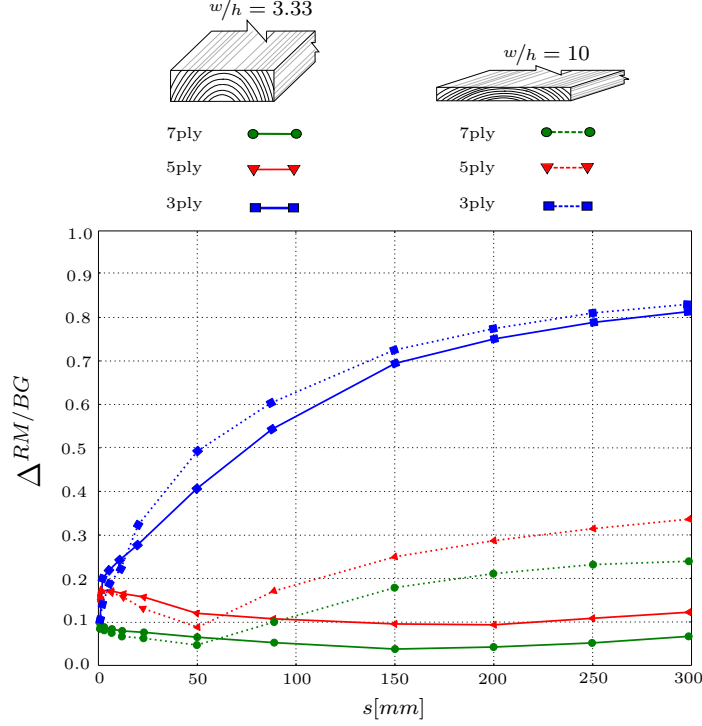 w/h = 3.33
w/h = 10
7ply
7ply
5ply
5ply
3ply
3ply
1.0
0.9
0.8
0.7
0.6
0.5
0.4
0.3
0.2
0.1
0.0
Δ^{RM/BG}
0 50 100 150 200 250 300
s[mm]